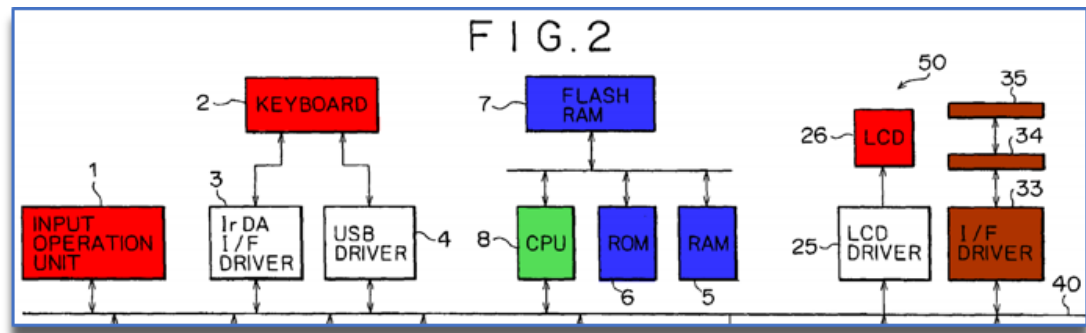 FIG.2
50
35
2
KEYBOARD
7
FLASH
RAM
26
LCD
34
1
3
33
INPUT
OPERATION
UNIT
IrDA
I/F
DRIVER
USB
DRIVER
4
8
CPU
ROM
RAM
25
LCD
DRIVER
I/F
DRIVER
6
5
40